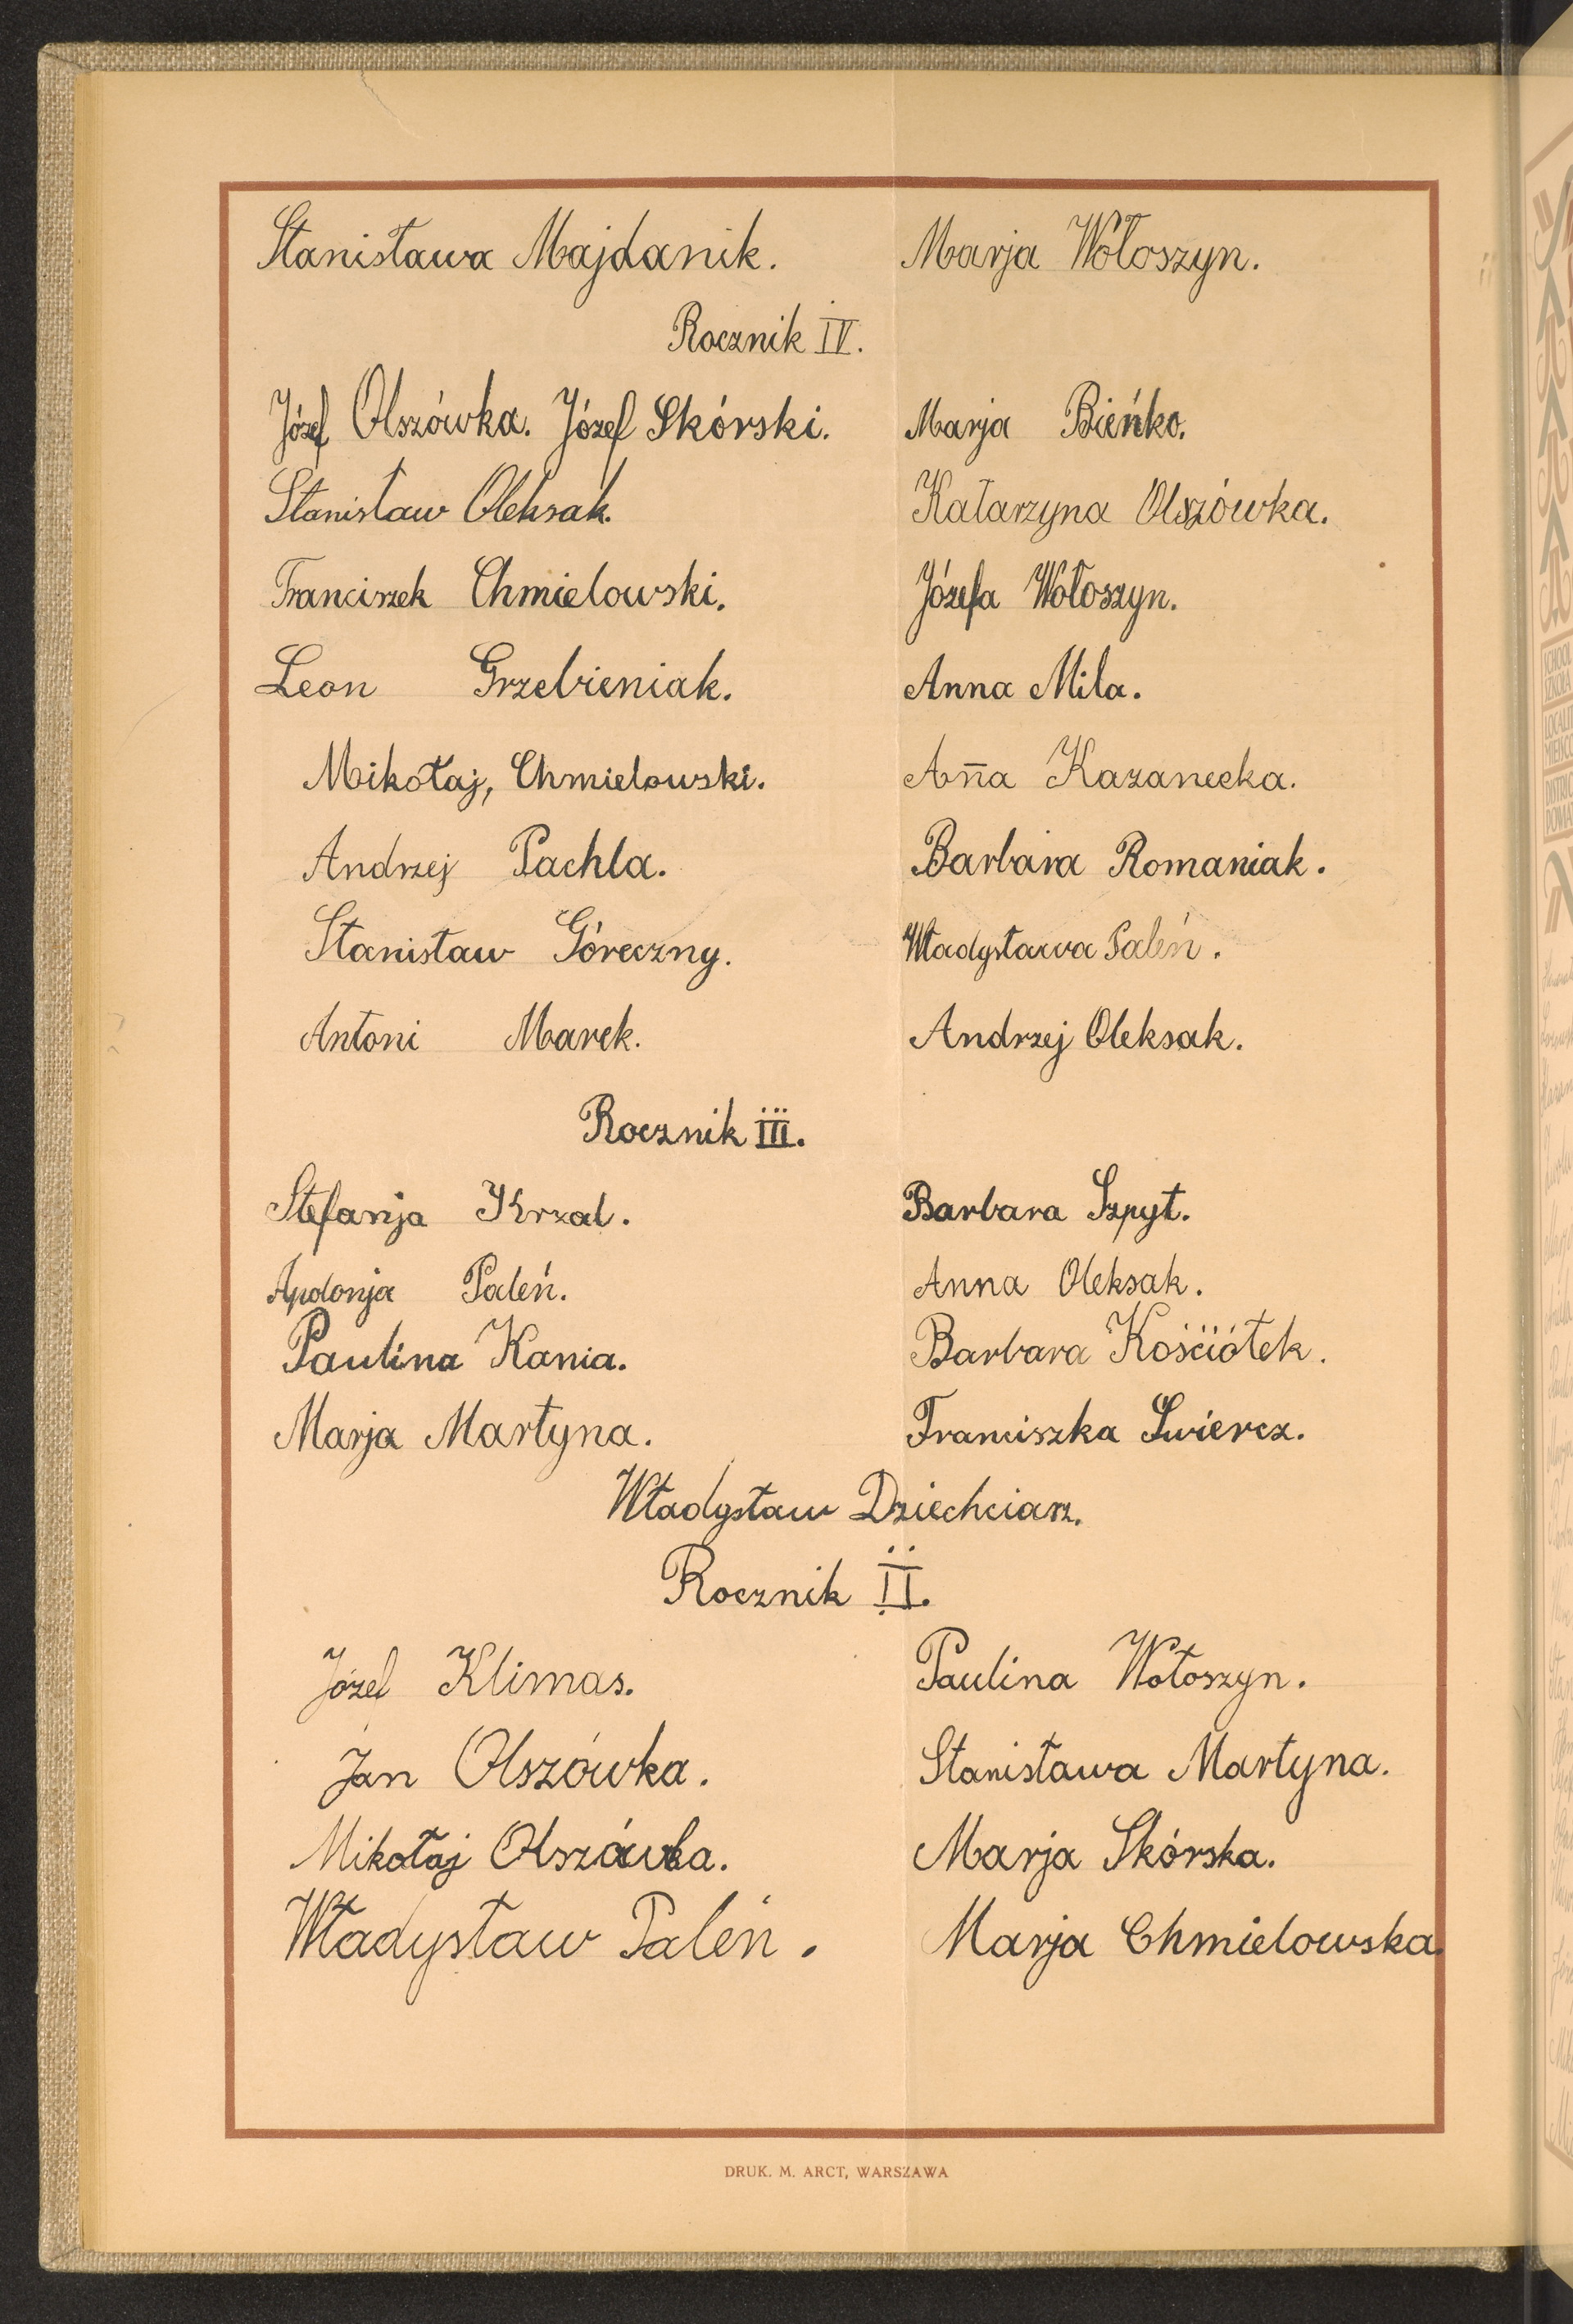 Stanisława Majdanik. Marja Wołoszyn.
Rocznik IV.
Józef Olszówka. Józef Skórski. Marja Bieńko.
Stanisław Oleksak. Katarzyna Olszówka.
Franciszek Chmielowski. Józefa Wołoszyn.
Leon Grzebieniak. Anna Mila.
Mikołaj, Chmielowski. An̄a Kazanecka.
Andrzej Pachla. Barbara Romaniak.
Stanisław Góreczny. Władysława Paleń.
Antoni Marek. Andrzej Oleksak.
Rocznik III.
Stefanja Krzal. Barbara Szpyt.
Apolonja Paleń. Anna Oleksak.
Paulina Kania. Barbara Kościółek.
Marja Martyna. Franciszka Świercz.
Władysław Dziechciarz.
Rocznik II.
Józef Klimas. Paulina Wołoszyn.
Jan Olszówka. Stanisława Martyna.
Mikołaj Olszówka. Marja Skórska.
Władysław Paleń. Marja Chmielowska.
DRUK. M. ARCT, WARSZAWA